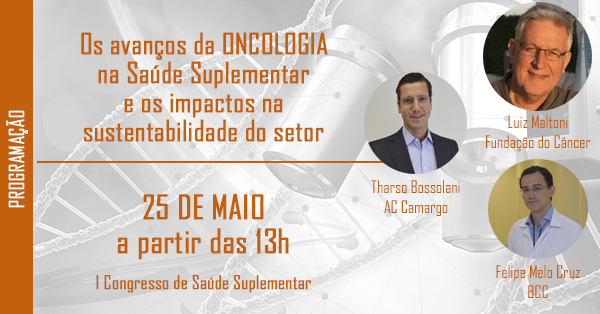 PROGRAMAÇÃO
Os avanços da ONCOLOGIA
na Saúde Suplementar
e os impactos na
sustentabilidade do setor
25 DE MAIO
a partir das 13h
I Congresso de Saúde Suplementar
Luiz Maltoni
Fundação do Câncer
Tharso Bossolani
AC Camargo
Felipe Melo Cruz
BCC